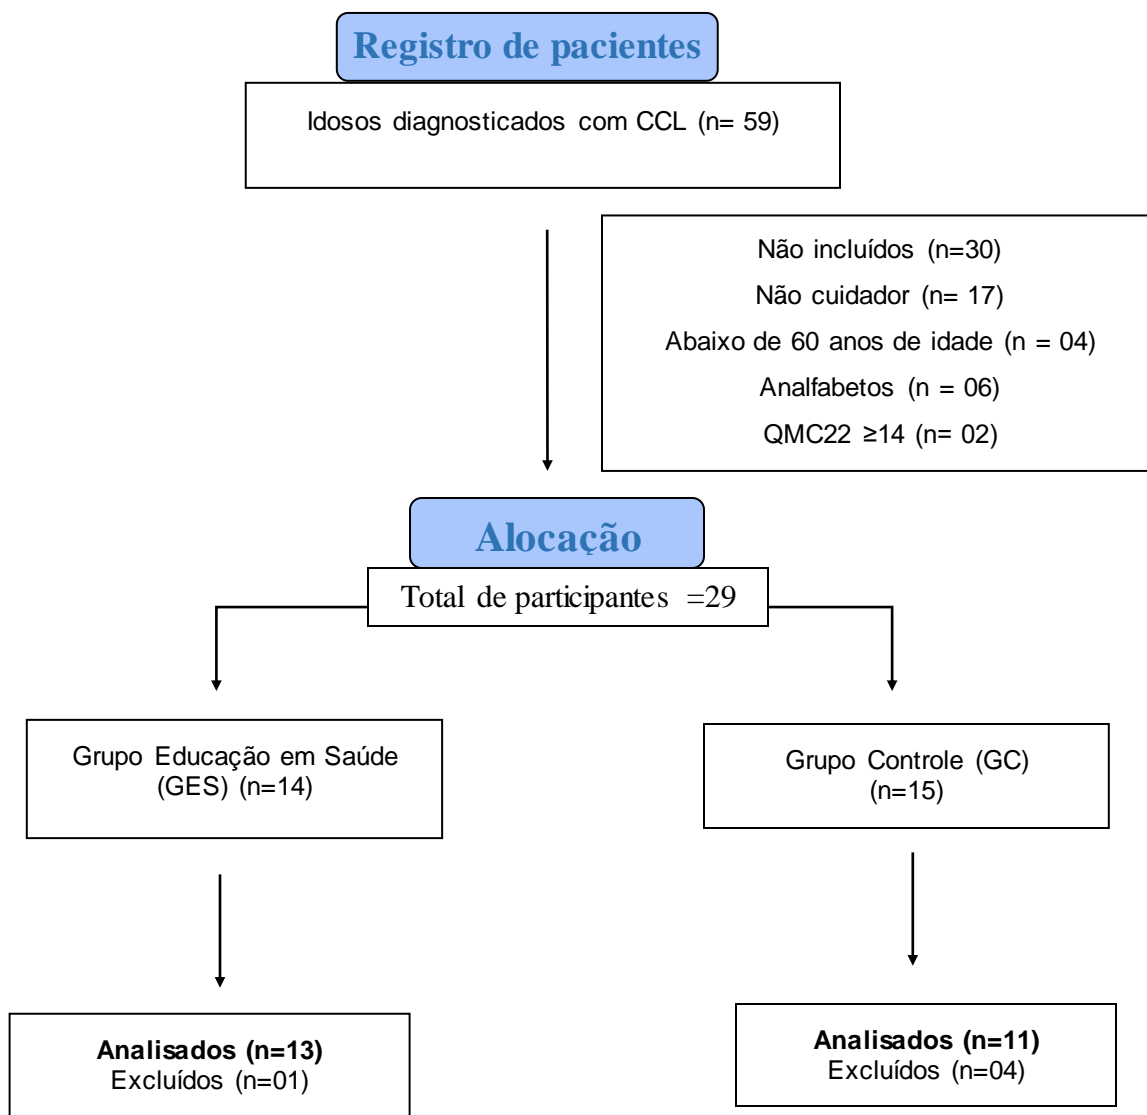 Registro de pacientes
Idosos diagnosticados com CCL (n= 59)
Não incluídos (n=30)
Não cuidador (n= 17)
Abaixo de 60 anos de idade (n = 04)
Analfabetos (n = 06)
QMC22 ≥14 (n= 02)
Alocação
Total de participantes =29
Grupo Educação em Saúde
(GES) (n=14)
Grupo Controle (GC)
(n=15)
Analisados (n=13)
Excluídos (n=01)
Analisados (n=11)
Excluídos (n=04)